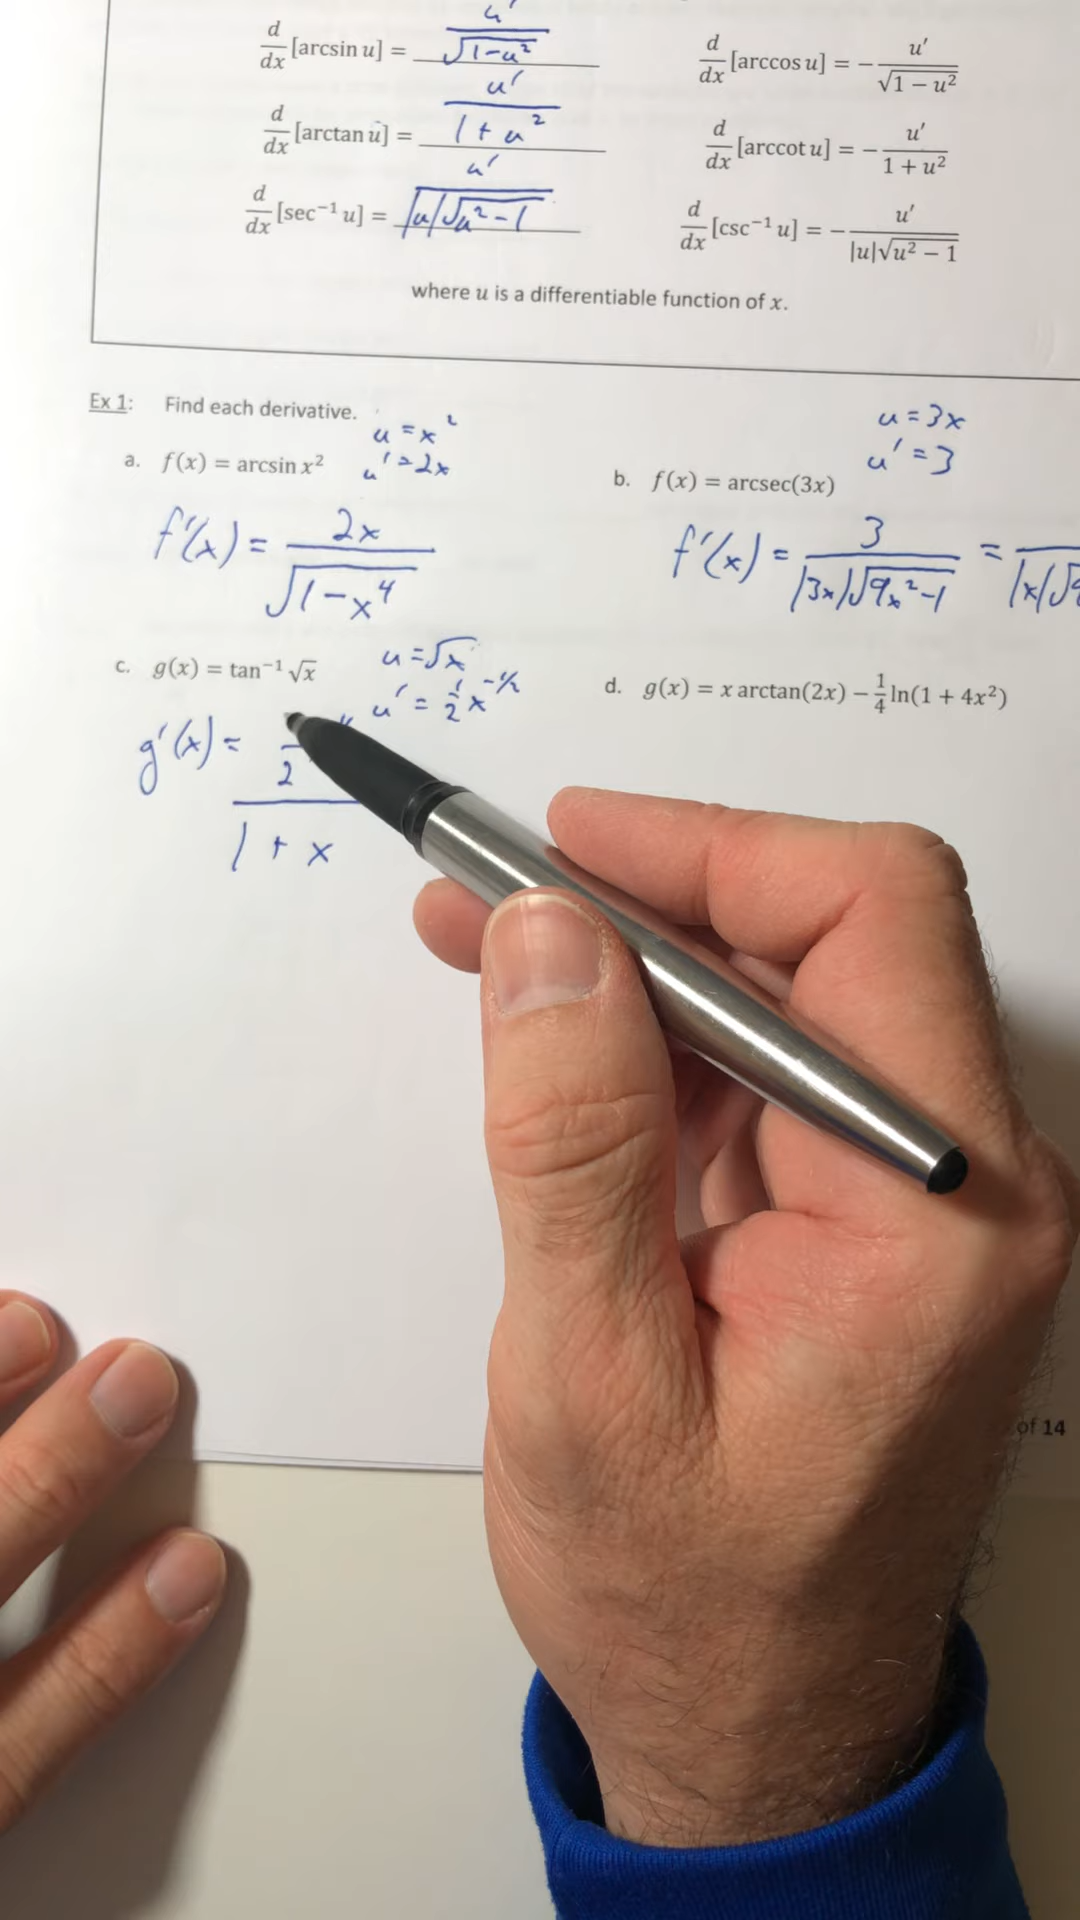 d/dx [arcsin u] = u'/√(1-u²)
d/dx [arccos u] = − u'/√(1 − u²)
d/dx [arctan u] = u'/(1 + u²)
d/dx [arccot u] = − u'/(1 + u²)
d/dx [sec⁻¹ u] = u'/(|u|√(u²-1))
d/dx [csc⁻¹ u] = − u'/(|u|√(u² − 1))
where u is a differentiable function of x.
Ex 1: Find each derivative.
a. f(x) = arcsin x²
u = x²
u' = 2x
f'(x) = 2x/√(1-x⁴)
b. f(x) = arcsec(3x)
u = 3x
u' = 3
f'(x) = 3/(|3x|√(9x²-1)) = |x|√
c. g(x) = tan⁻¹ √x
u = √x
u' = 1/2 x^(-1/2)
g'(x) = 2
1 + x
d. g(x) = x arctan(2x) − 1/4 ln(1 + 4x²)
of 14